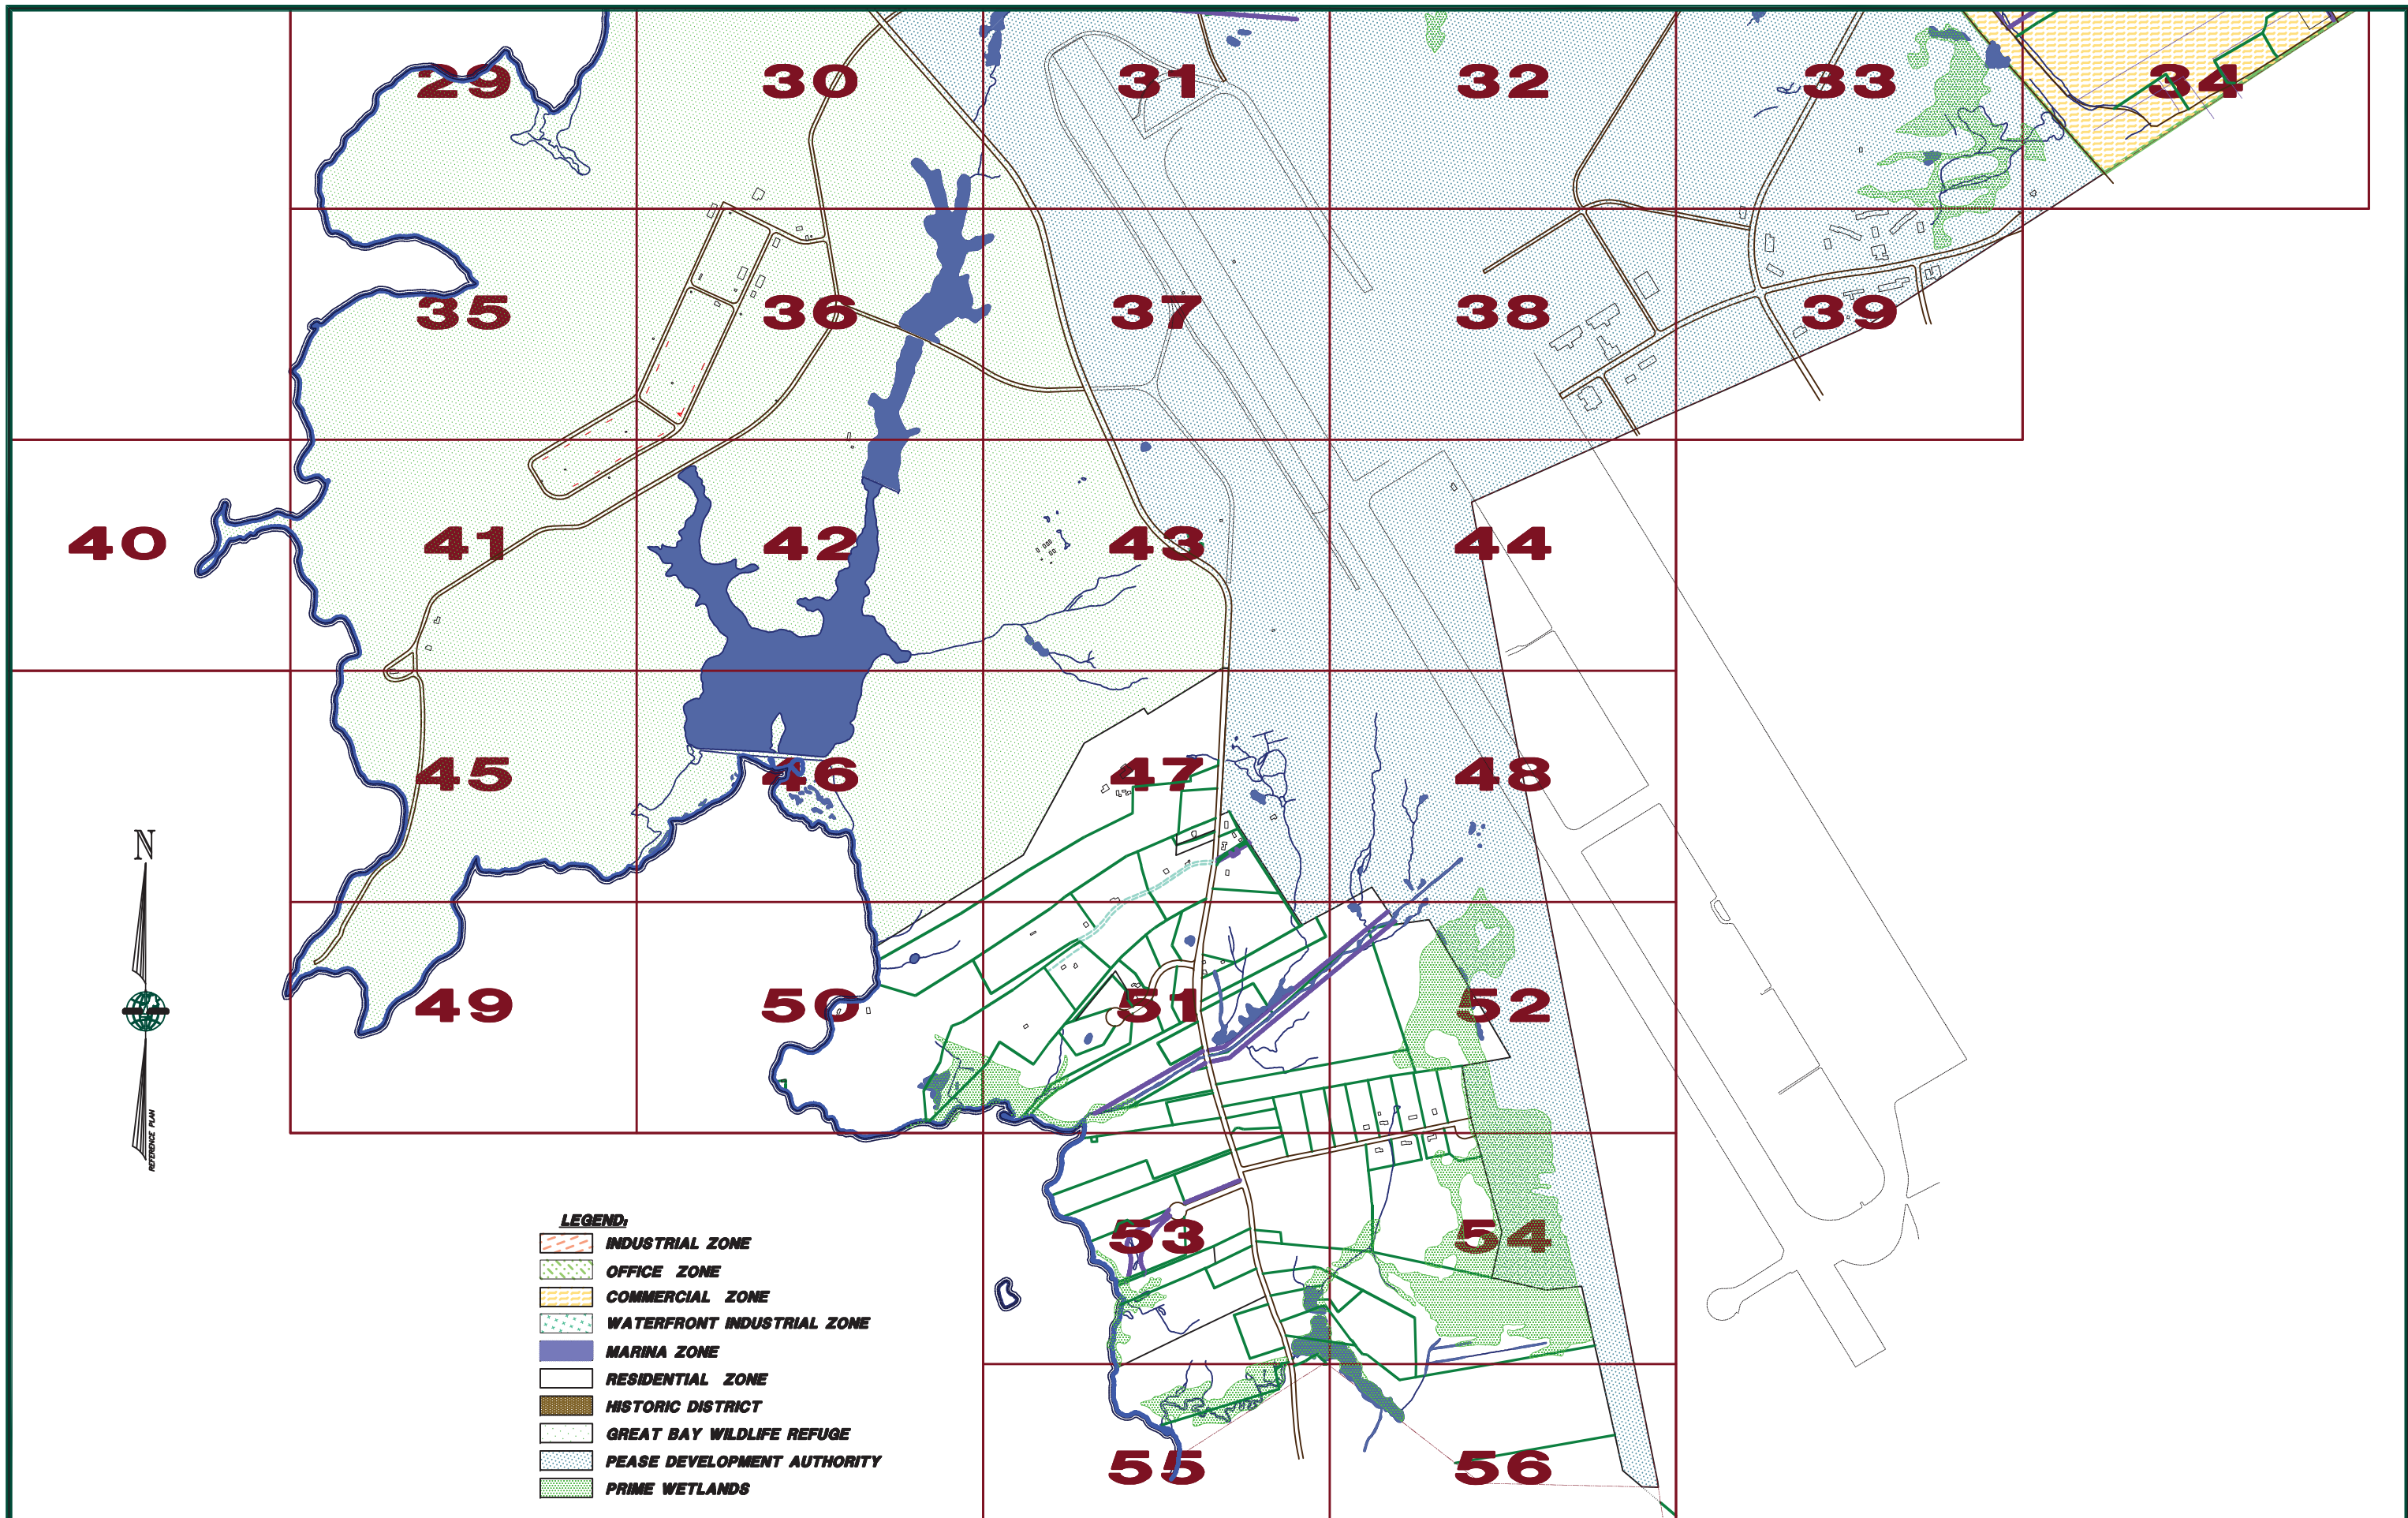 29 30 31 32 33 34
35 36 37 38 39
40 41 42 43 44
45 46 47 48
N
49 50 51 52
REFERENCE PLAN
53 54
55 56
LEGEND:
INDUSTRIAL ZONE
OFFICE ZONE
COMMERCIAL ZONE
WATERFRONT INDUSTRIAL ZONE
MARINA ZONE
RESIDENTIAL ZONE
HISTORIC DISTRICT
GREAT BAY WILDLIFE REFUGE
PEASE DEVELOPMENT AUTHORITY
PRIME WETLANDS